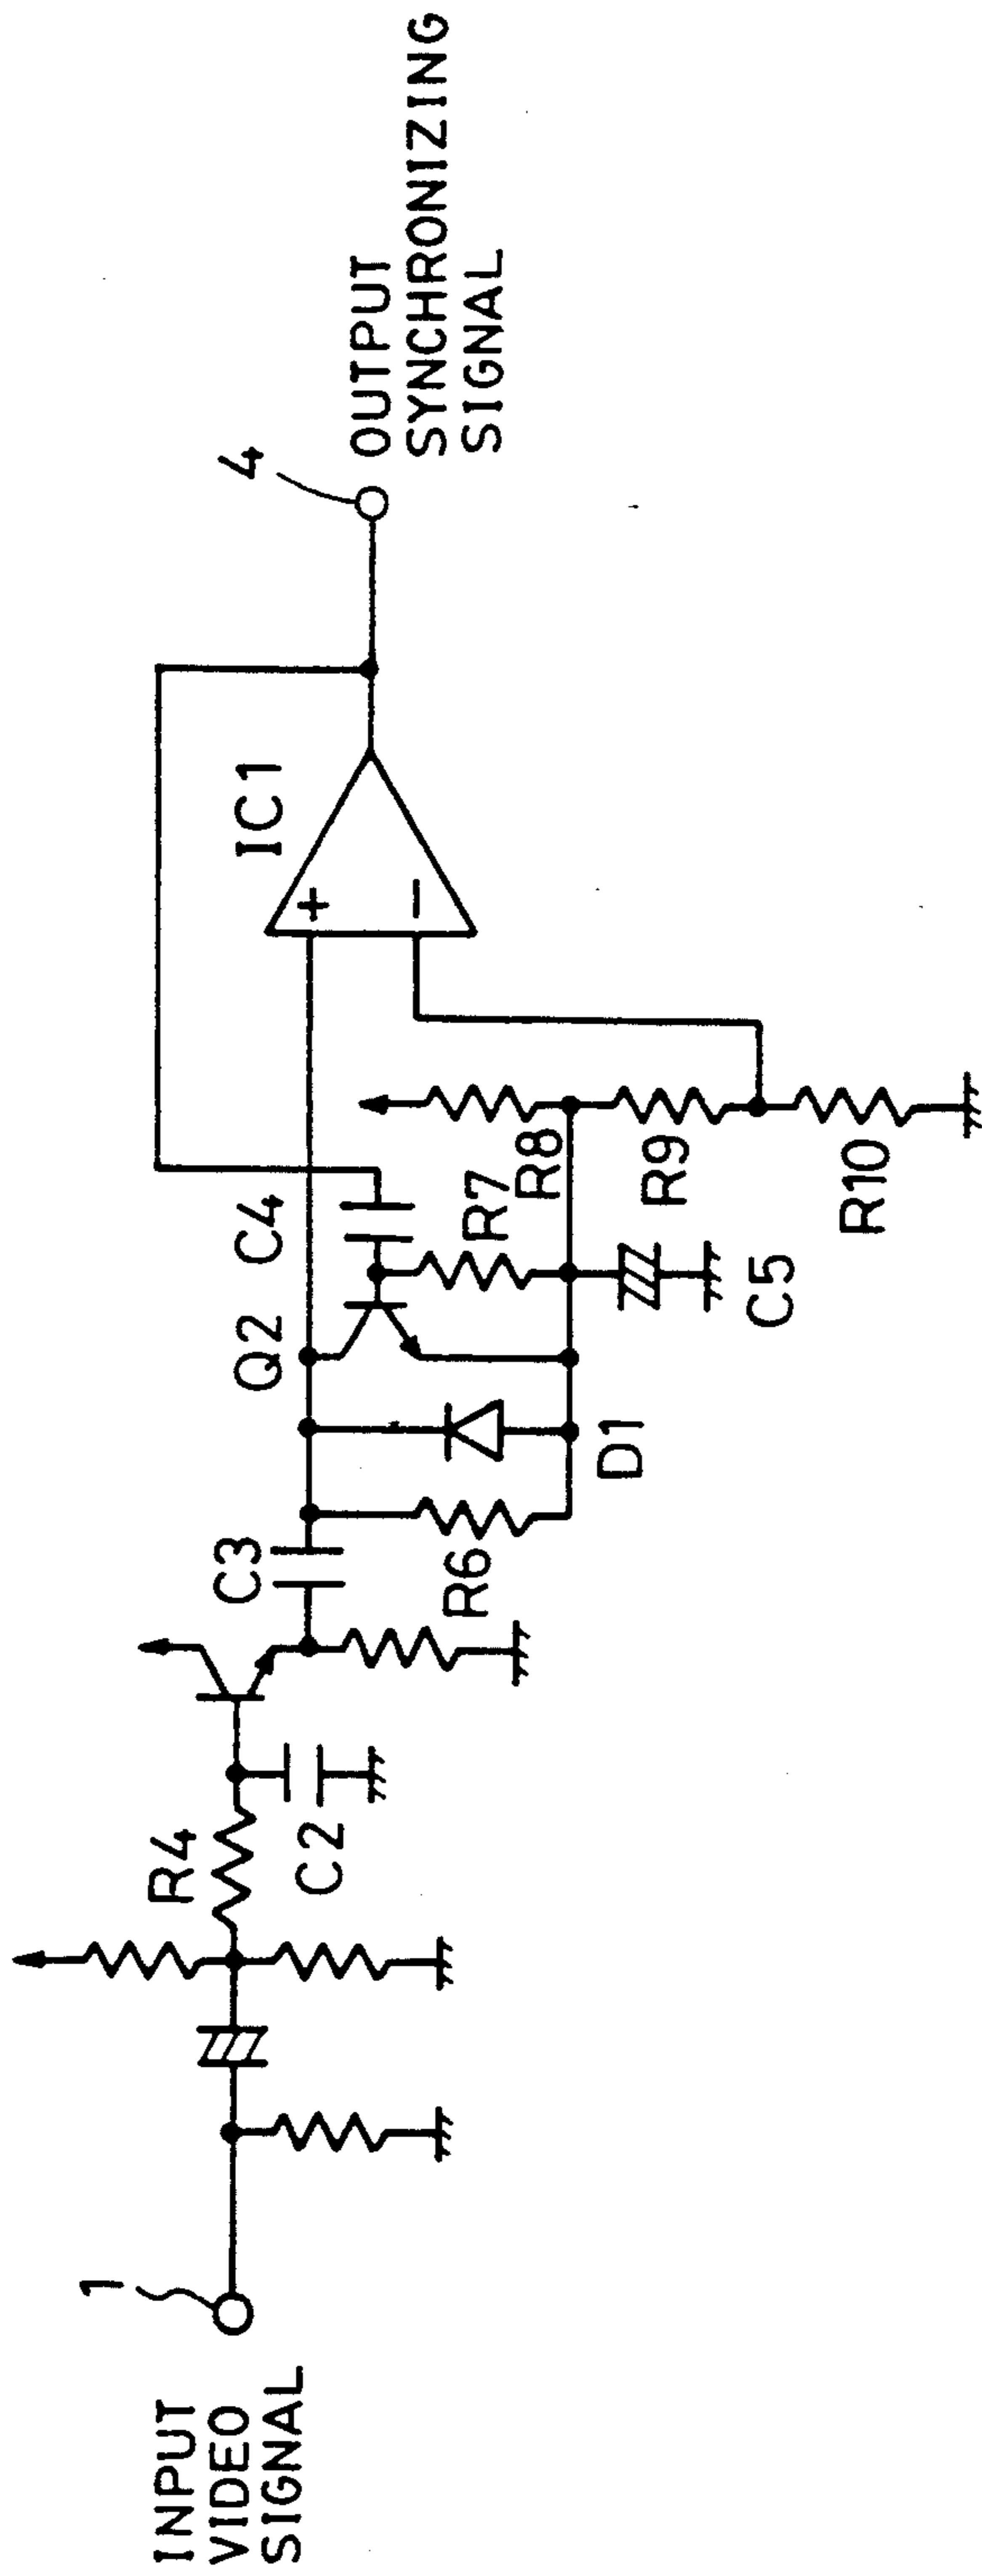 INPUT
VIDEO
SIGNAL
1
R4
C2
C3
R6
D1
Q2
C4
R7
R8
C5
R9
R10
IC1
+
−
4
OUTPUT
SYNCHRONIZING
SIGNAL